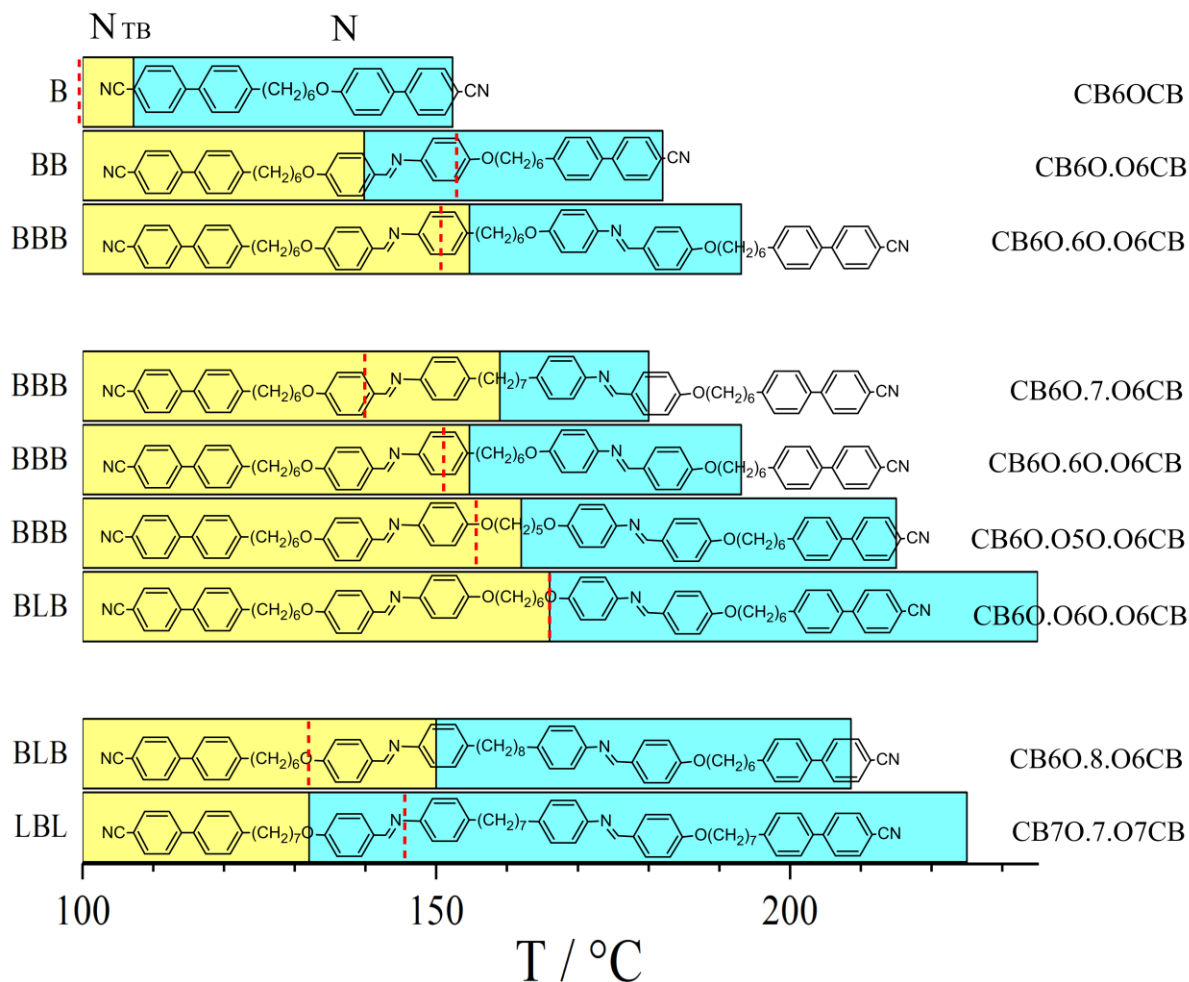 N TB N
B NC (CH2)6O CN CB6OCB
BB NC (CH2)6O N O(CH2)6 CN CB6O.O6CB
BBB NC (CH2)6O N (CH2)6O N O(CH2)6 CN CB6O.6O.O6CB
BBB NC (CH2)6O N (CH2)7 N O(CH2)6 CN CB6O.7.O6CB
BBB NC (CH2)6O N (CH2)6O N O(CH2)6 CN CB6O.6O.O6CB
BBB NC (CH2)6O N O(CH2)5O N O(CH2)6 CN CB6O.O5O.O6CB
BLB NC (CH2)6O N O(CH2)6O N O(CH2)6 CN CB6O.O6O.O6CB
BLB NC (CH2)6O N (CH2)8 N O(CH2)6 CN CB6O.8.O6CB
LBL NC (CH2)7O N (CH2)7 N O(CH2)7 CN CB7O.7.O7CB
100 150 200
T / °C